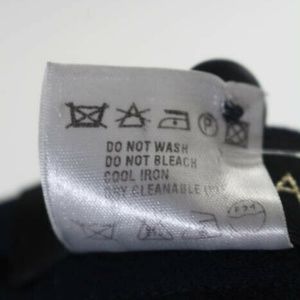 P
DO NOT WASH
DO NOT BLEACH
COOL IRON
DRY CLEANABLE (P)